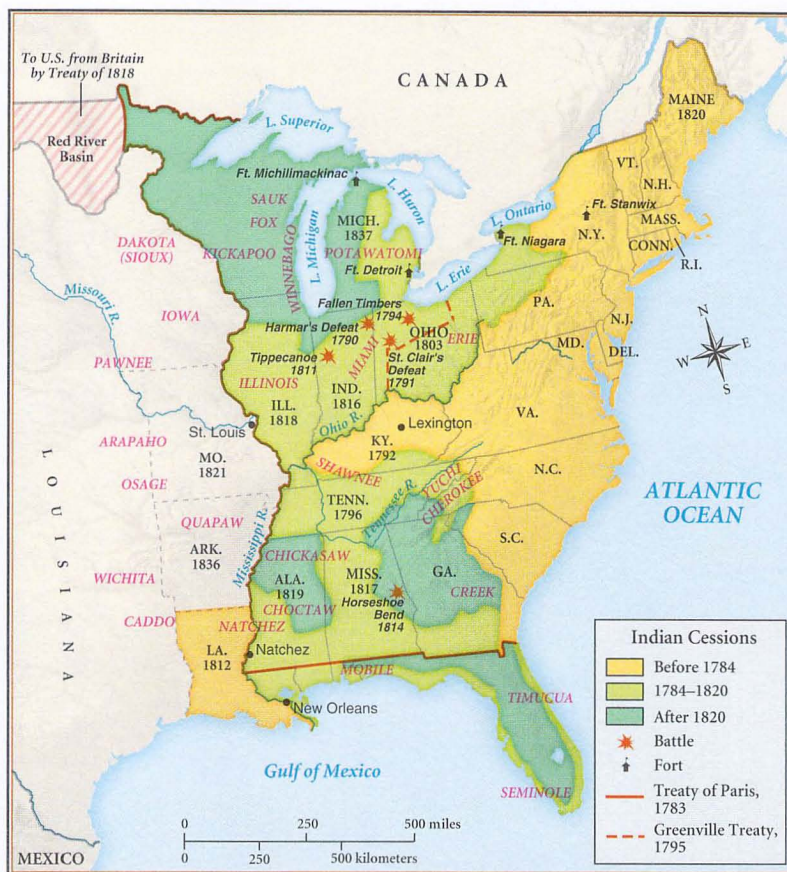 To U.S. from Britain
by Treaty of 1818
Red River
Basin
CANADA
MAINE
1820
L. Superior
Ft. Michilimackinac
VT.
N.H.
SAUK
FOX
L. Michigan
MICH.
1837
L. Huron
L. Ontario
Ft. Stanwix
MASS.
N.Y.
DAKOTA
(SIOUX)
KICKAPOO
WINNEBAGO
POTAWATOMI
Ft. Niagara
CONN.
R.I.
Ft. Detroit
L. Erie
Missouri R.
Fallen Timbers
1794
PA.
IOWA
Harmar's Defeat
1790
OHIO
1803
ERIE
N.J.
MD.
DEL.
N
E
S
W
PAWNEE
Tippecanoe
1811
MIAMI
St. Clair's
Defeat
1791
ILLINOIS
ILL.
1818
IND.
1816
Ohio R.
VA.
St. Louis
Lexington
KY.
1792
ARAPAHO
MO.
1821
SHAWNEE
N.C.
LOUISIANA
OSAGE
TENN.
1796
Tennessee R.
YUCHI
CHEROKEE
ATLANTIC
OCEAN
QUAPAW
Mississippi R.
S.C.
ARK.
1836
CHICKASAW
WICHITA
ALA.
1819
MISS.
1817
GA.
CADDO
CHOCTAW
Horseshoe
Bend
1814
CREEK
NATCHEZ
LA.
1812
Natchez
MOBILE
New Orleans
TIMUCUA
Gulf of Mexico
SEMINOLE
0 250 500 miles
0 250 500 kilometers
MEXICO
Indian Cessions
Before 1784
1784–1820
After 1820
Battle
Fort
Treaty of Paris,
1783
Greenville Treaty,
1795